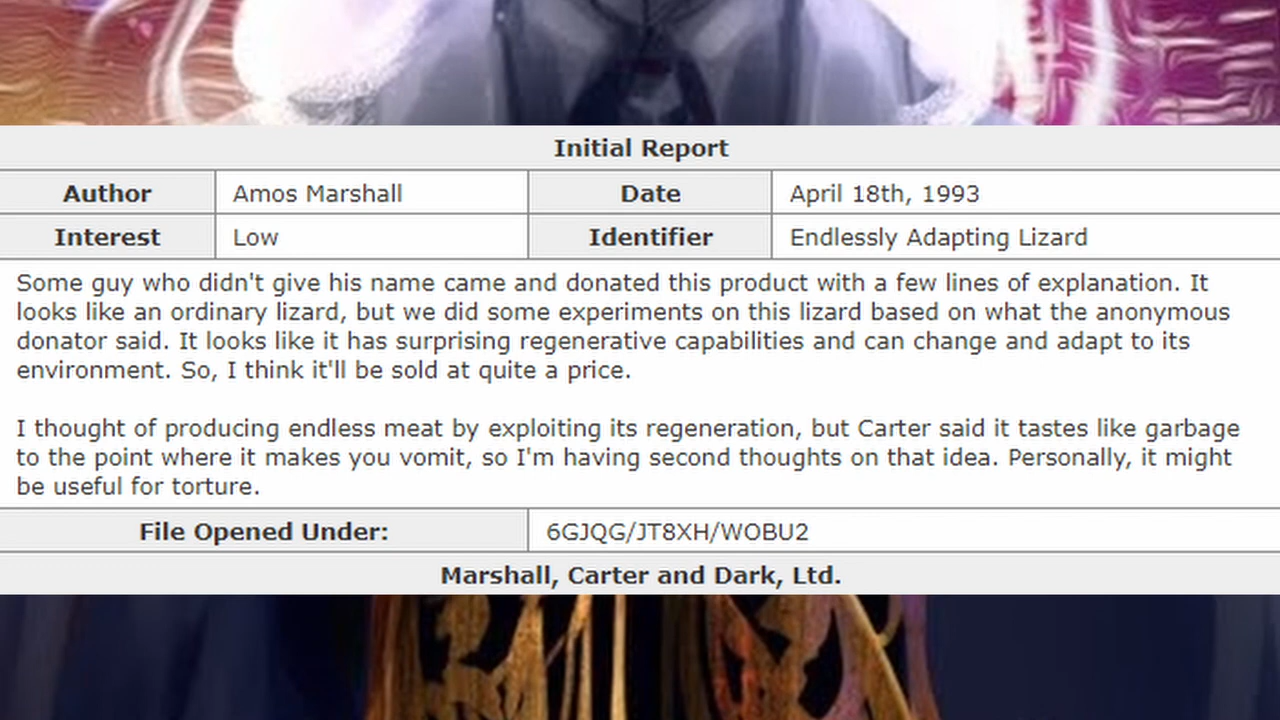 Initial Report
Author Amos Marshall Date April 18th, 1993
Interest Low Identifier Endlessly Adapting Lizard
Some guy who didn't give his name came and donated this product with a few lines of explanation. It
looks like an ordinary lizard, but we did some experiments on this lizard based on what the anonymous
donator said. It looks like it has surprising regenerative capabilities and can change and adapt to its
environment. So, I think it'll be sold at quite a price.
I thought of producing endless meat by exploiting its regeneration, but Carter said it tastes like garbage
to the point where it makes you vomit, so I'm having second thoughts on that idea. Personally, it might
be useful for torture.
File Opened Under: 6GJQG/JT8XH/WOBU2
Marshall, Carter and Dark, Ltd.